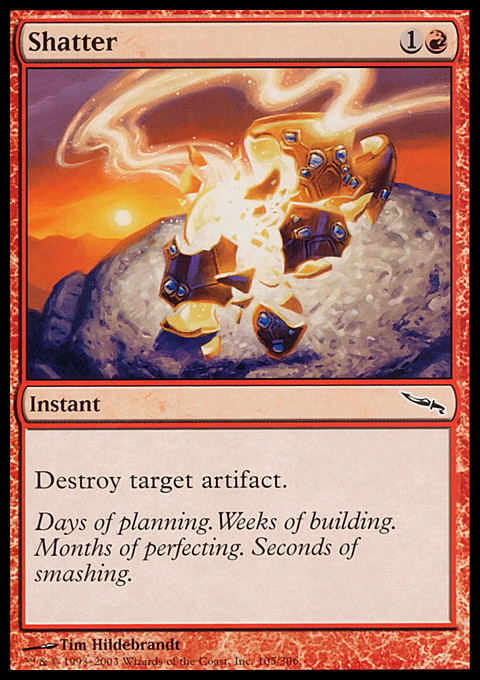 Shatter 1
Instant
Destroy target artifact.
Days of planning. Weeks of building.
Months of perfecting. Seconds of
smashing.
Tim Hildebrandt
™ & © 1993–2003 Wizards of the Coast, Inc. 105/306